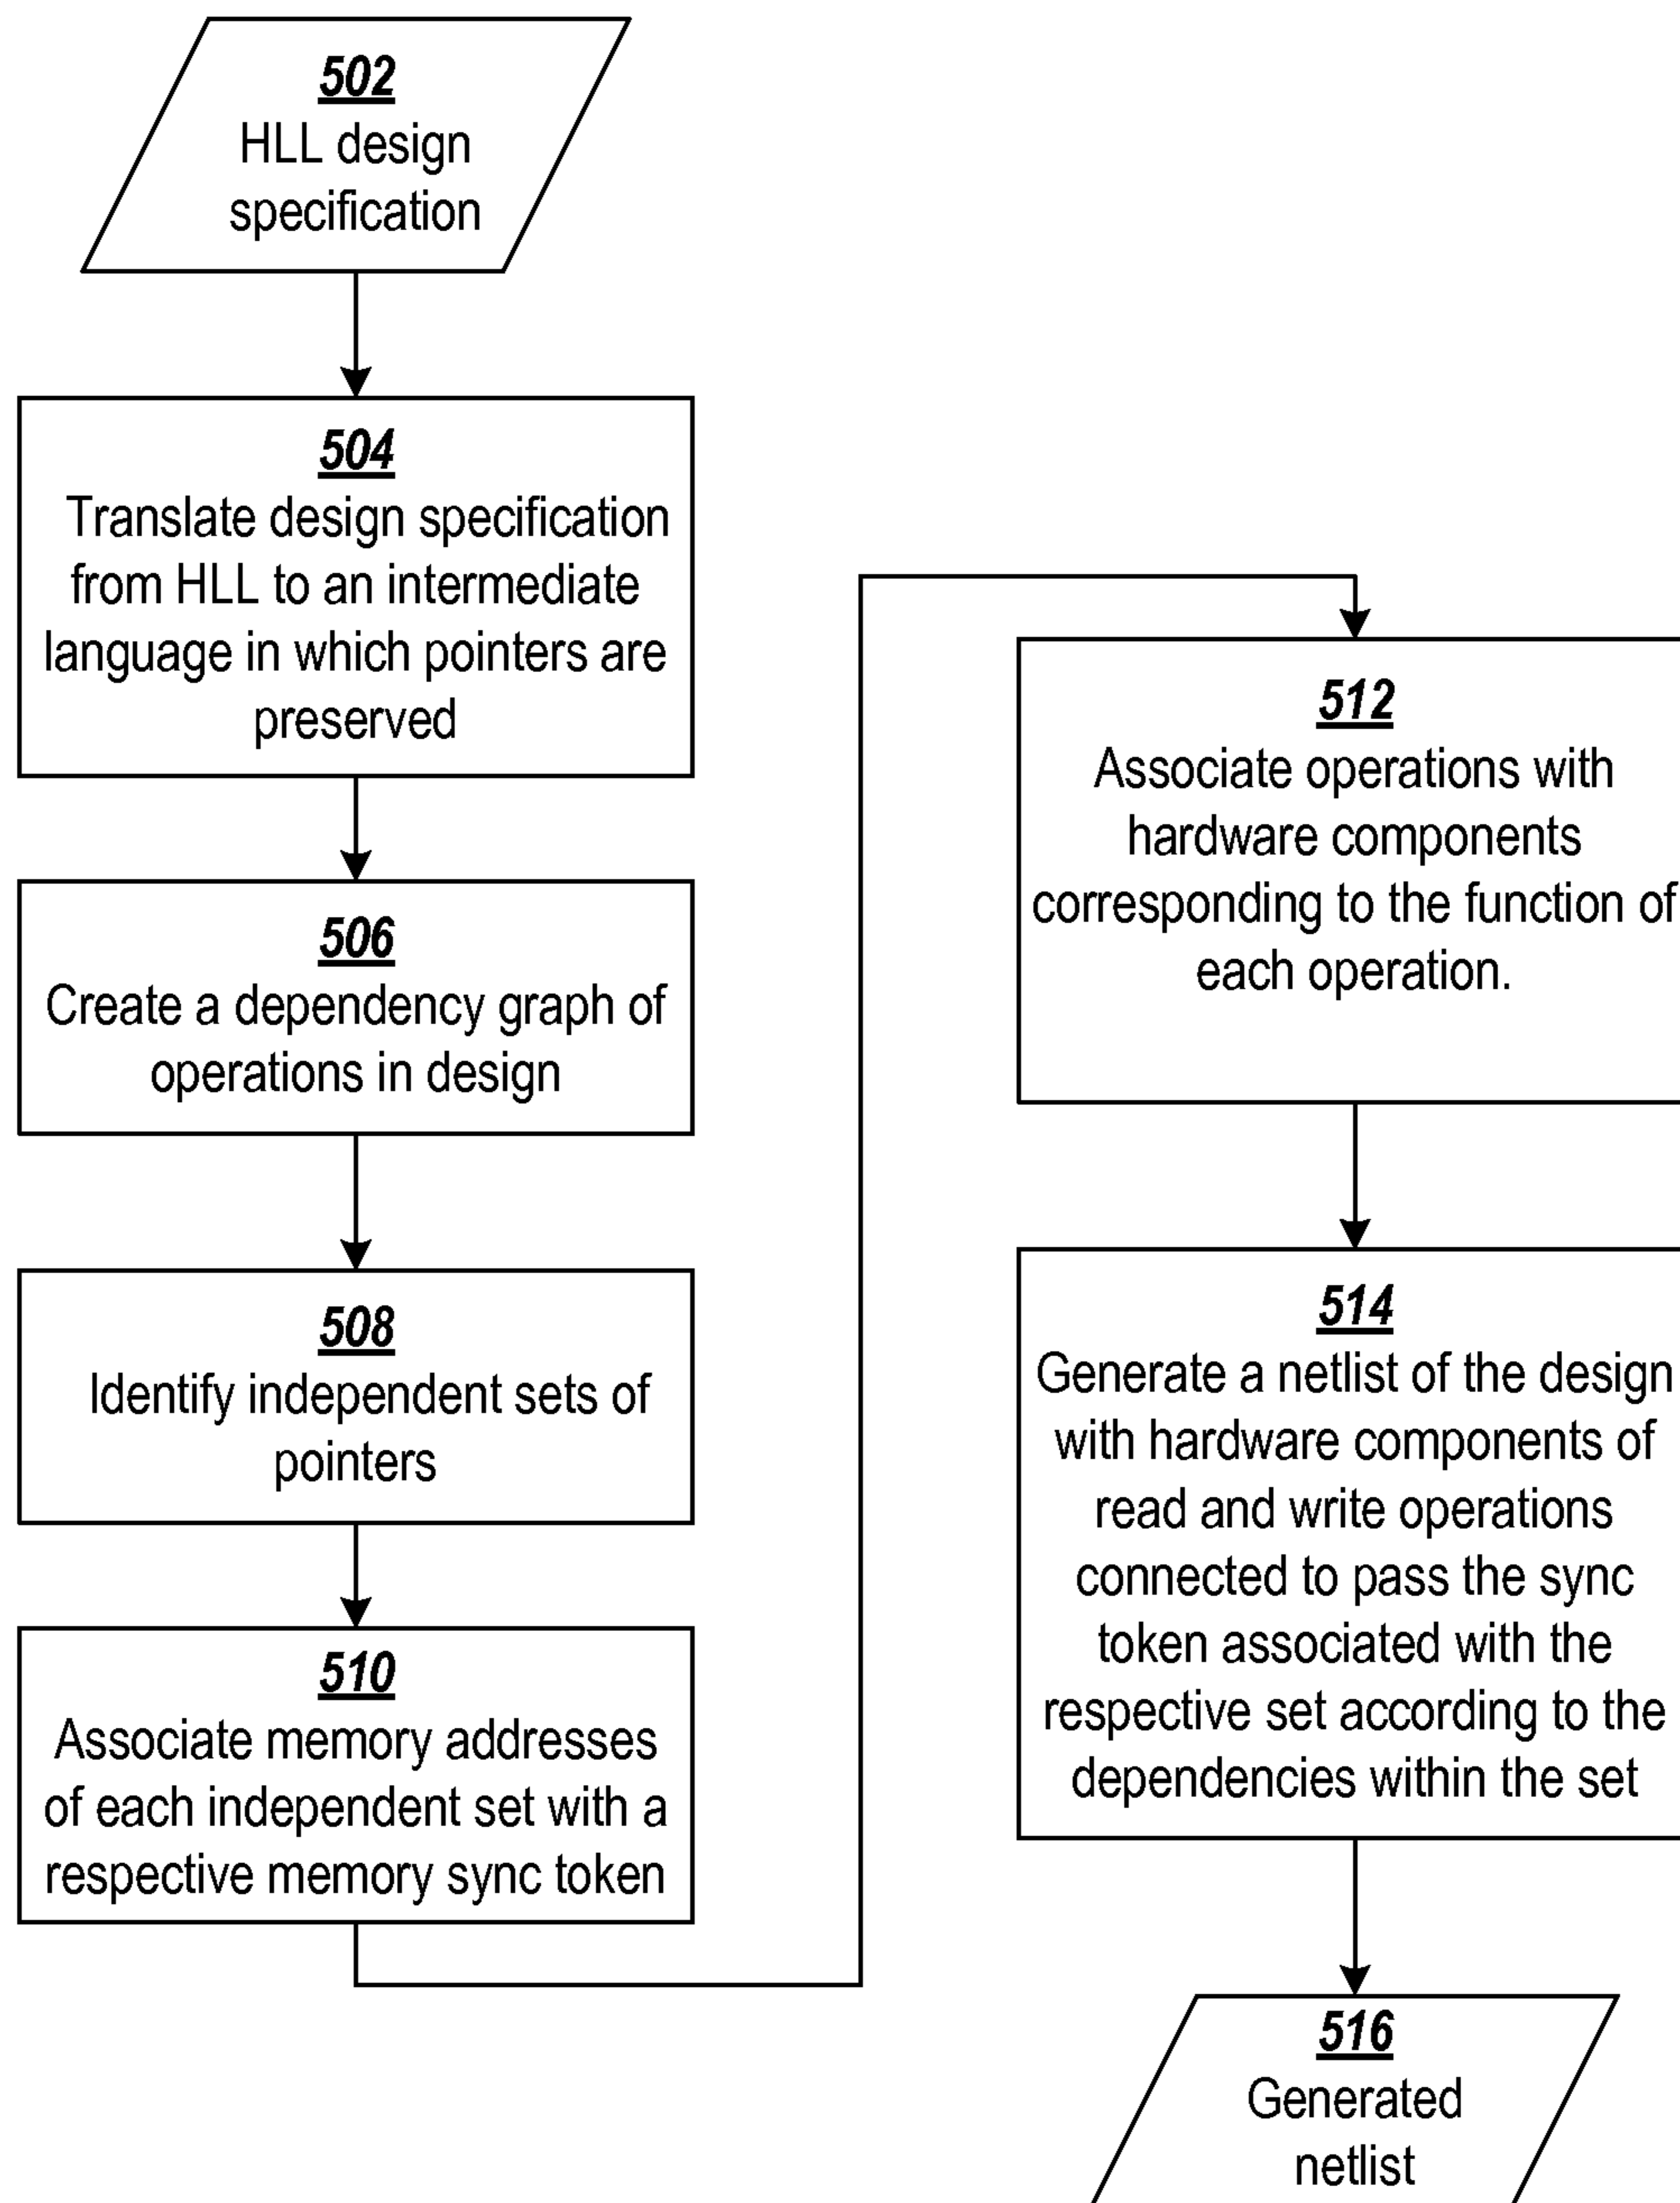 502
HLL design
specification
504
Translate design specification
from HLL to an intermediate
language in which pointers are
preserved
506
Create a dependency graph of
operations in design
508
Identify independent sets of
pointers
510
Associate memory addresses
of each independent set with a
respective memory sync token
512
Associate operations with
hardware components
corresponding to the function of
each operation.
514
Generate a netlist of the design
with hardware components of
read and write operations
connected to pass the sync
token associated with the
respective set according to the
dependencies within the set
516
Generated
netlist